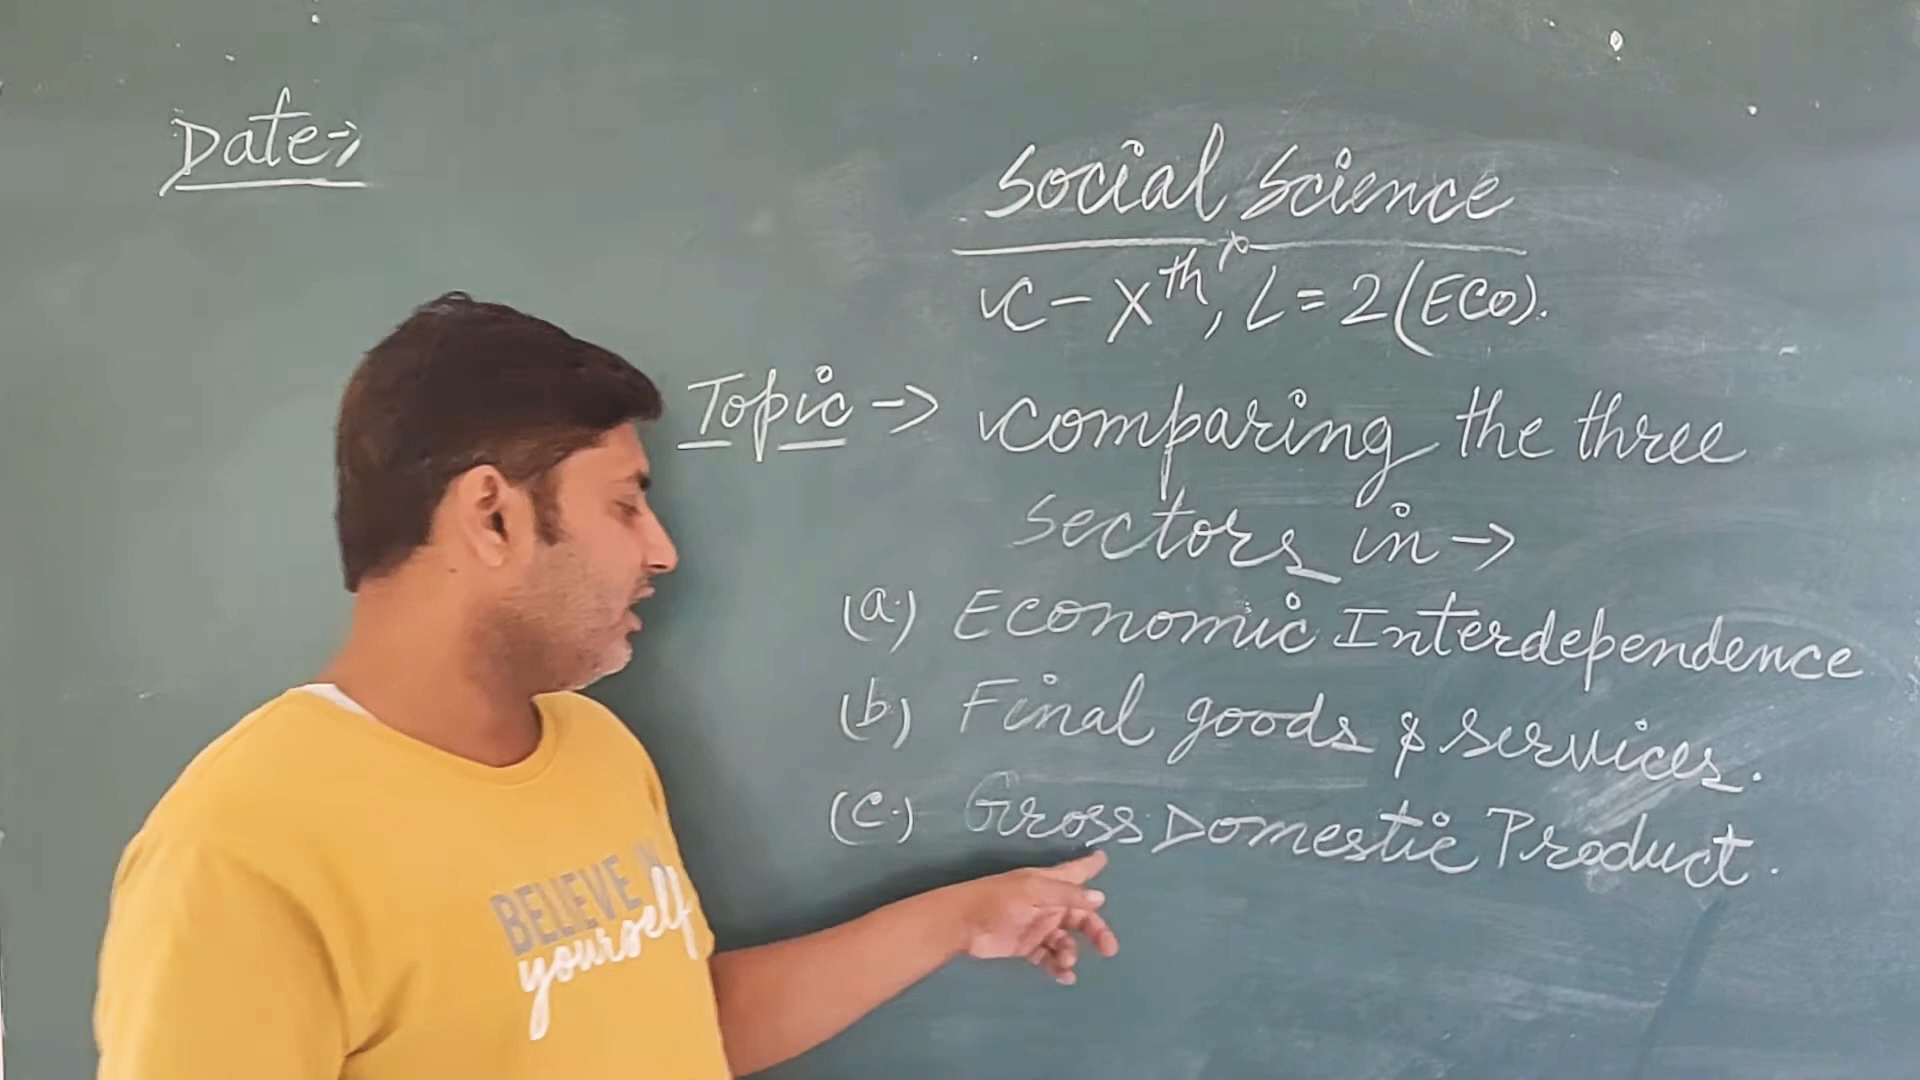 Date:→
Social Science
C - Xth, L = 2 (ECO).
Topic → comparing the three
sectors in →
(a.) Economic Interdependence
(b) Final goods & services.
(c.) Gross Domestic Product.
BELIEVE IN
yourself